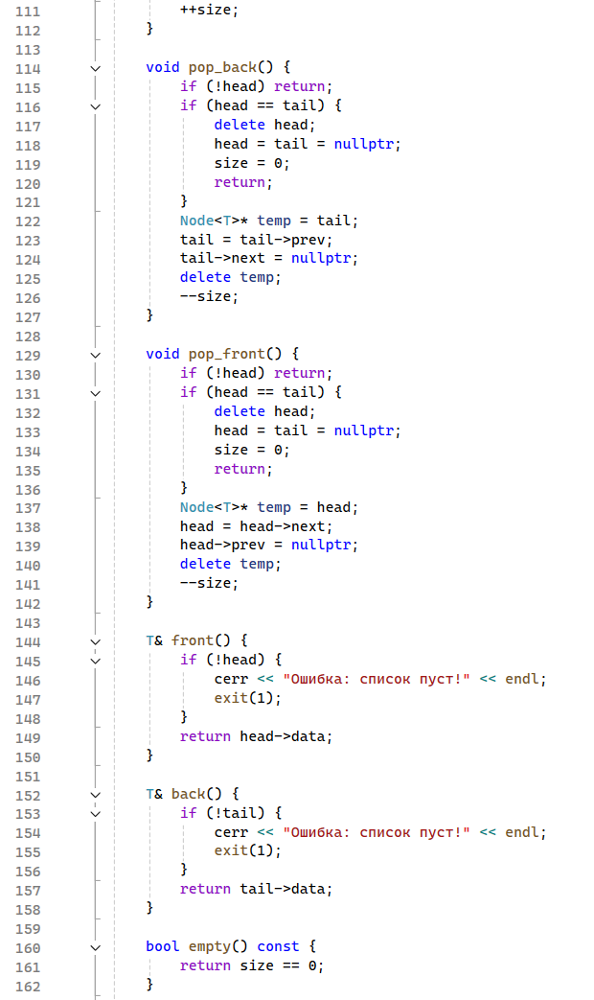 111 ++size;
112 }
113
114 void pop_back() {
115 if (!head) return;
116 if (head == tail) {
117 delete head;
118 head = tail = nullptr;
119 size = 0;
120 return;
121 }
122 Node<T>* temp = tail;
123 tail = tail->prev;
124 tail->next = nullptr;
125 delete temp;
126 --size;
127 }
128
129 void pop_front() {
130 if (!head) return;
131 if (head == tail) {
132 delete head;
133 head = tail = nullptr;
134 size = 0;
135 return;
136 }
137 Node<T>* temp = head;
138 head = head->next;
139 head->prev = nullptr;
140 delete temp;
141 --size;
142 }
143
144 T& front() {
145 if (!head) {
146 cerr << "Ошибка: список пуст!" << endl;
147 exit(1);
148 }
149 return head->data;
150 }
151
152 T& back() {
153 if (!tail) {
154 cerr << "Ошибка: список пуст!" << endl;
155 exit(1);
156 }
157 return tail->data;
158 }
159
160 bool empty() const {
161 return size == 0;
162 }